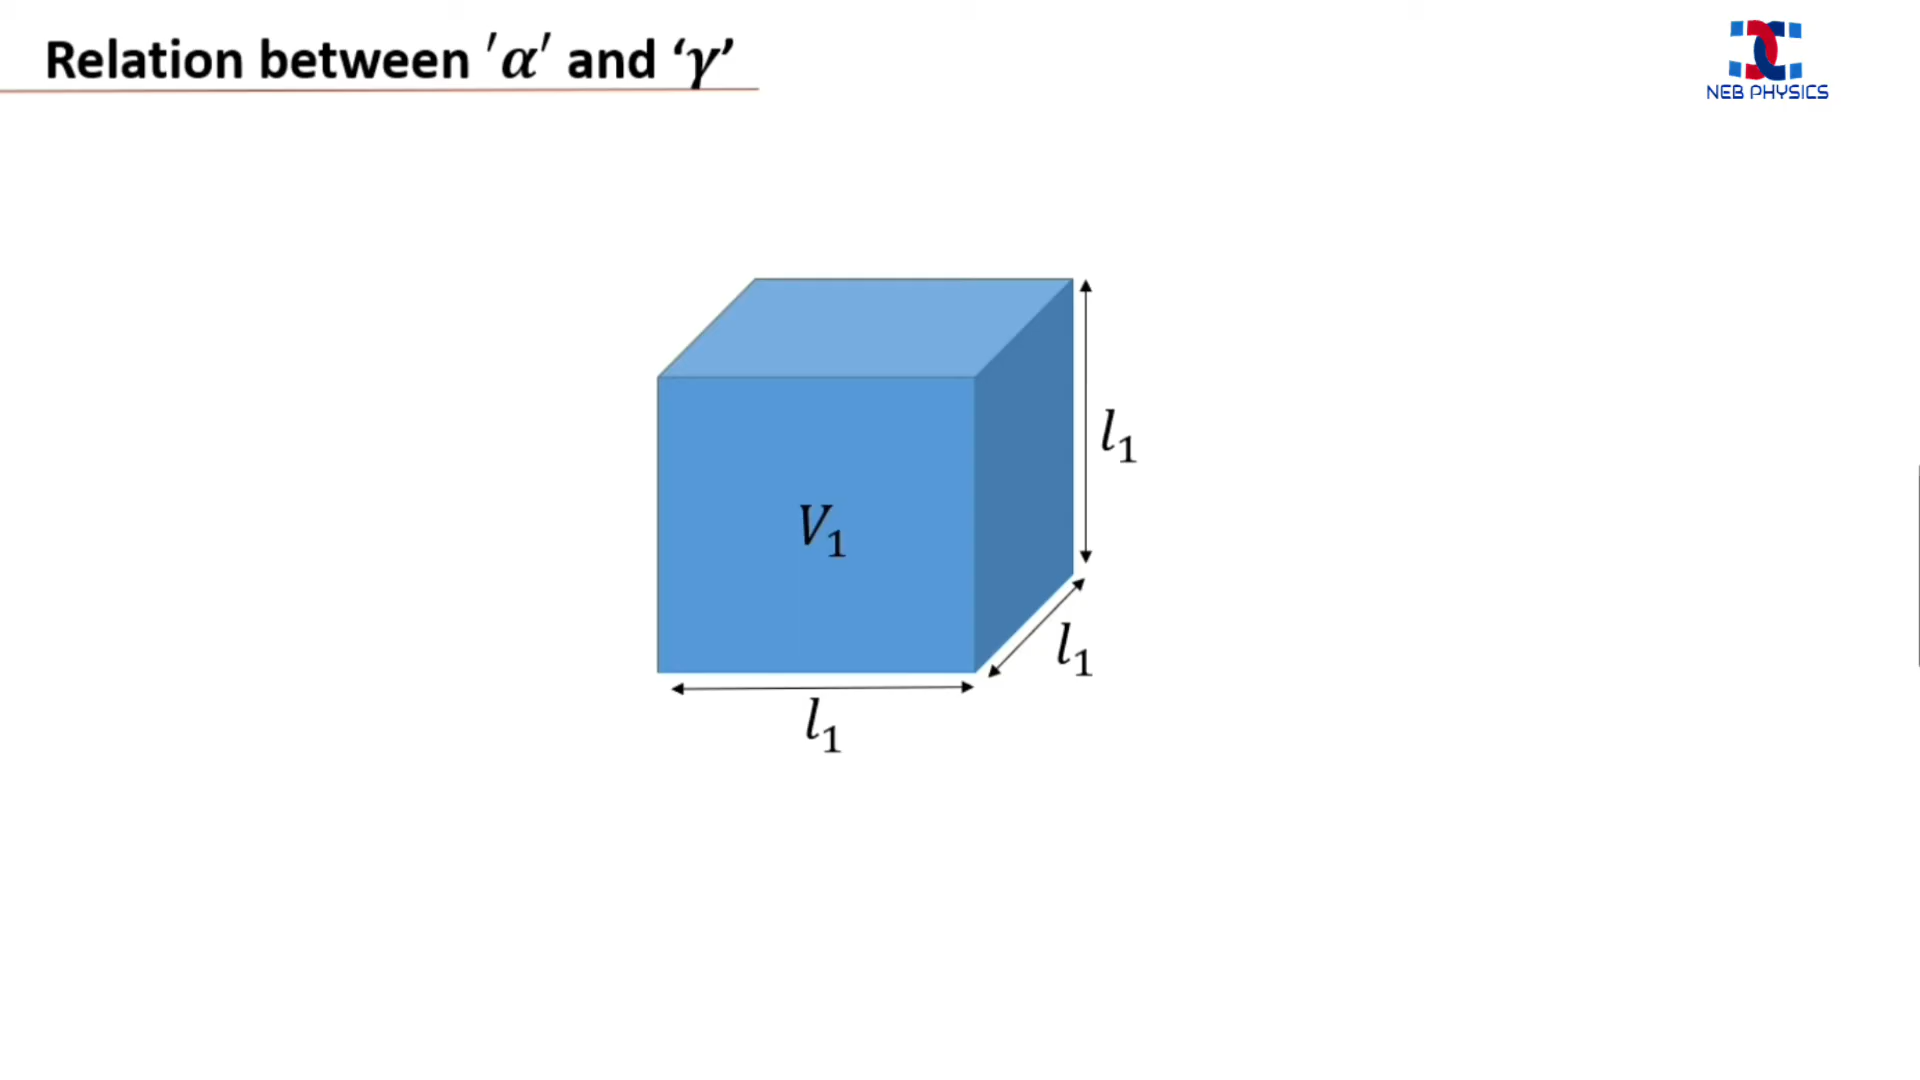 Relation between 'α' and ‘γ’
NEB PHYSICS
l₁
V₁
l₁
l₁